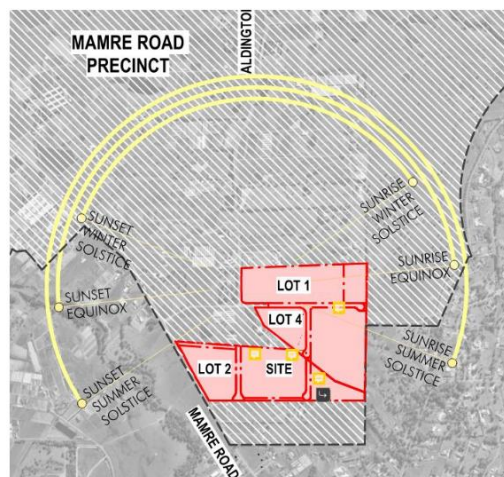 MAMRE ROAD
PRECINCT
ALDINGTO
SUNRISE
WINTER
SOLSTICE
SUNSET
WINTER
SOLSTICE
SUNRISE
EQUINOX
LOT 1
SUNSET
EQUINOX
LOT 4
SUNRISE
SUMMER
SOLSTICE
LOT 2
SITE
SUNSET
SUMMER
SOLSTICE
MAMRE ROAD